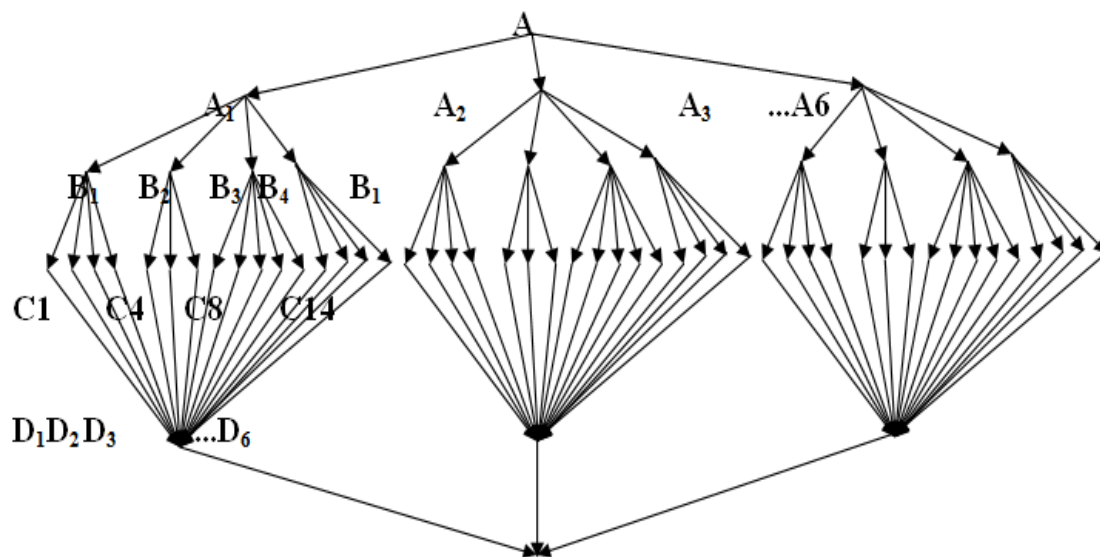 A
A₁ A₂ A₃ ...A6
B₁ B₂ B₃ B₄ B₁
C1 C4 C8 C14
D₁D₂D₃ ...D₆